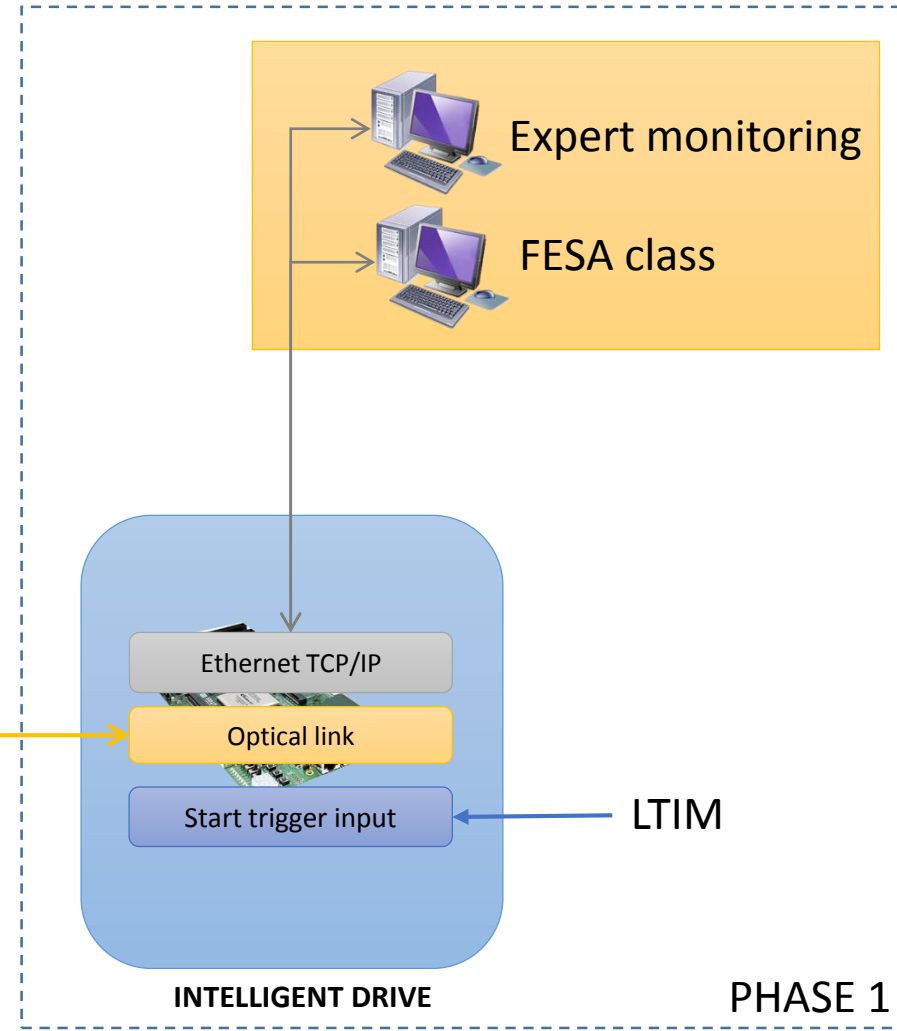 Expert monitoring
FESA class
Ethernet TCP/IP
Optical link
Start trigger input
LTIM
INTELLIGENT DRIVE
PHASE 1